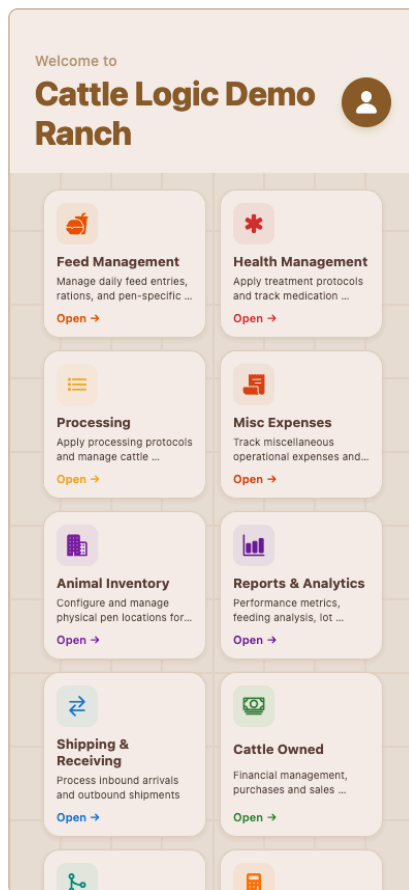 Welcome to
Cattle Logic Demo
Ranch
Feed Management
Manage daily feed entries,
rations, and pen-specific ...
Open →
Health Management
Apply treatment protocols
and track medication ...
Open →
Processing
Apply processing protocols
and manage cattle ...
Open →
Misc Expenses
Track miscellaneous
operational expenses and...
Open →
Animal Inventory
Configure and manage
physical pen locations for...
Open →
Reports & Analytics
Performance metrics,
feeding analysis, lot ...
Open →
Shipping &
Receiving
Process inbound arrivals
and outbound shipments
Open →
Cattle Owned
Financial management,
purchases and sales ...
Open →